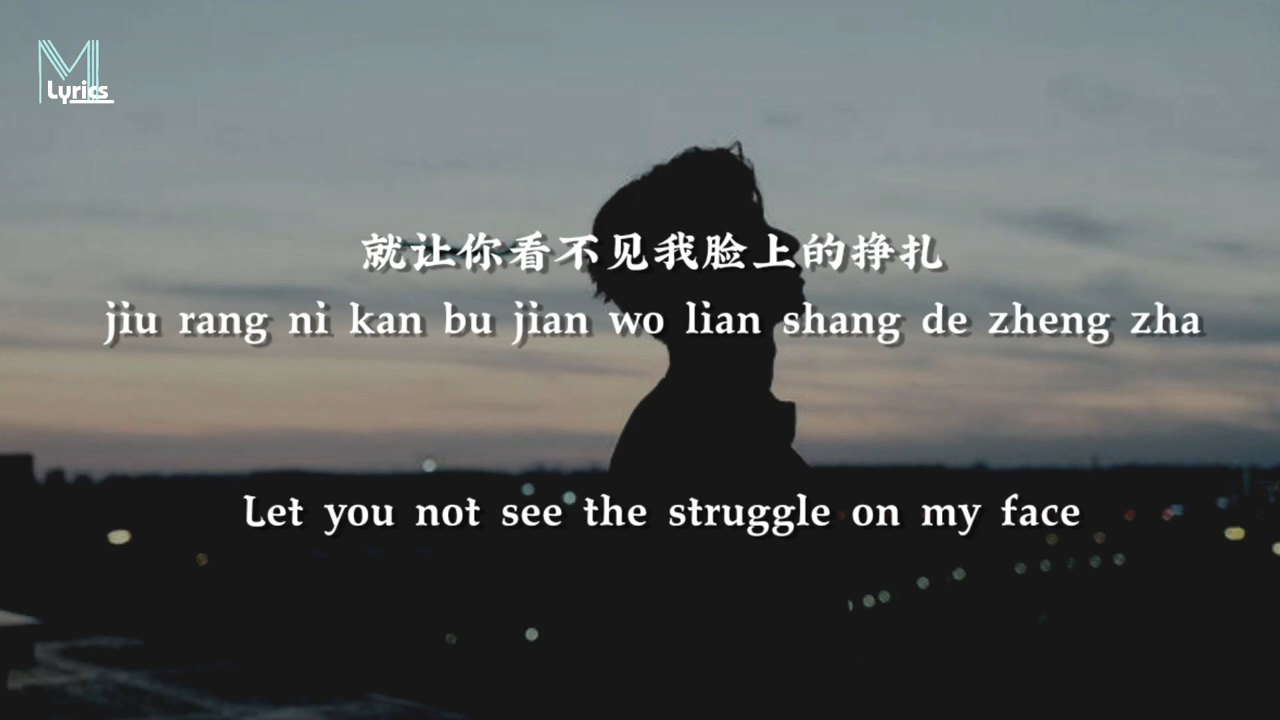 M
Lyrics
就让你看不见我脸上的挣扎
jiu rang ni kan bu jian wo lian shang de zheng zha
Let you not see the struggle on my face